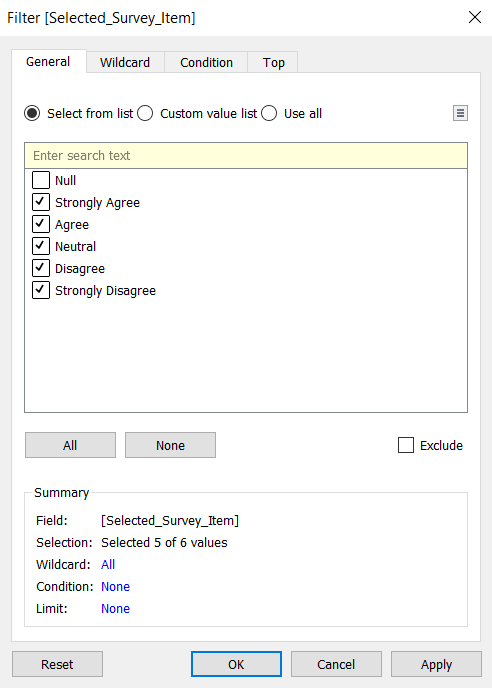 Filter [Selected_Survey_Item]
General Wildcard Condition Top
Select from list Custom value list Use all
Enter search text
Null
Strongly Agree
Agree
Neutral
Disagree
Strongly Disagree
All None Exclude
Summary
Field: [Selected_Survey_Item]
Selection: Selected 5 of 6 values
Wildcard: All
Condition: None
Limit: None
Reset OK Cancel Apply